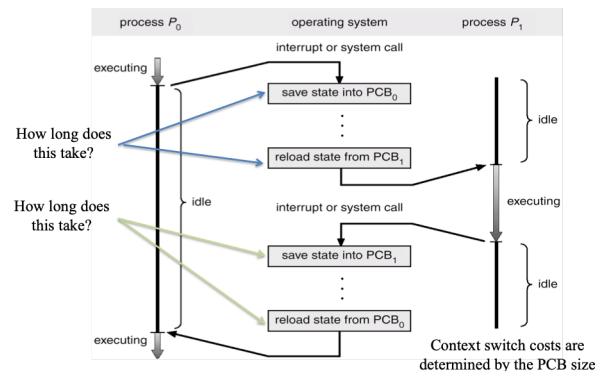 process P0 operating system process P1
interrupt or system call
executing
save state into PCB0
idle
How long does
this take?
reload state from PCB1
How long does
this take?
idle
interrupt or system call
executing
save state into PCB1
idle
reload state from PCB0
executing
Context switch costs are
determined by the PCB size